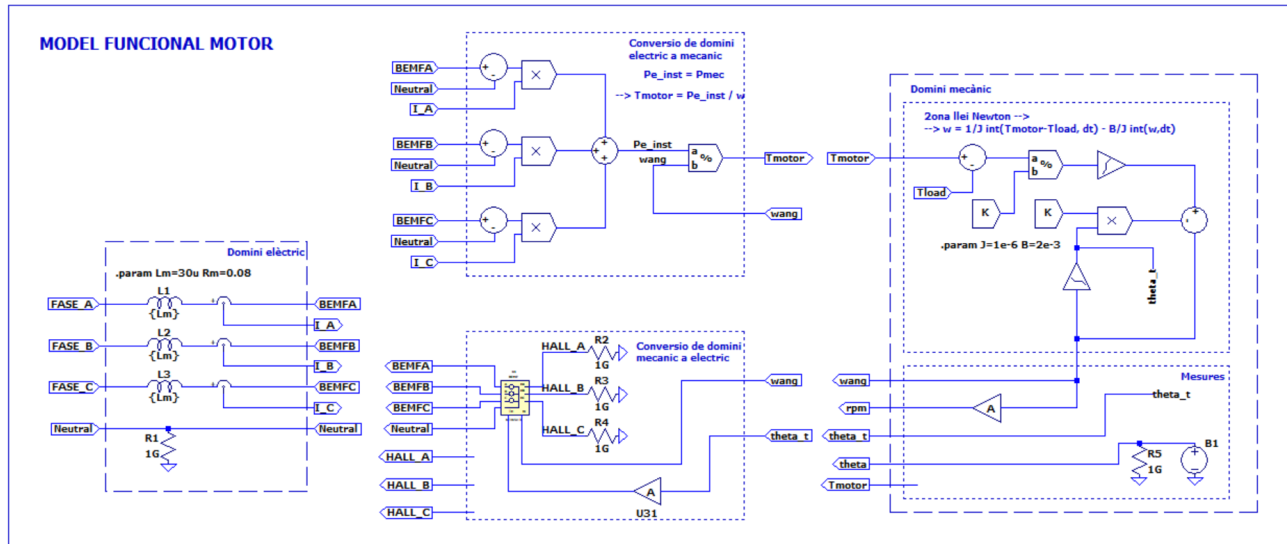 MODEL FUNCIONAL MOTOR
Conversio de domini
electric a mecanic
Pe_inst = Pmec
--> Tmotor = Pe_inst / w
BEMFA
Neutral
I_A
BEMFB
Neutral
I_B
BEMFC
Neutral
I_C
+
-
×
+
-
×
+
-
×
+
+
+
Pe_inst
wang
a
b
%
Tmotor
wang
Domini mecànic
2ona llei Newton -->
--> w = 1/J int(Tmotor-Tload, dt) - B/J int(w,dt)
Tmotor
+
-
Tload
a
b
%
K
K
×
+
-
.param J=1e-6 B=2e-3
theta_t
Domini elèctric
.param Lm=30u Rm=0.08
FASE_A
L1
{Lm}
BEMFA
I_A
FASE_B
L2
{Lm}
BEMFB
I_B
FASE_C
L3
{Lm}
BEMFC
I_C
Neutral
Neutral
R1
1G
Conversio de domini
mecanic a electric
BEMFA
BEMFB
BEMFC
Neutral
HALL_A
HALL_B
HALL_C
HALL_A
R2
1G
HALL_B
R3
1G
HALL_C
R4
1G
wang
theta_t
A
U31
Mesures
wang
rpm
A
theta_t
theta_t
theta
Tmotor
R5
1G
B1
+
-